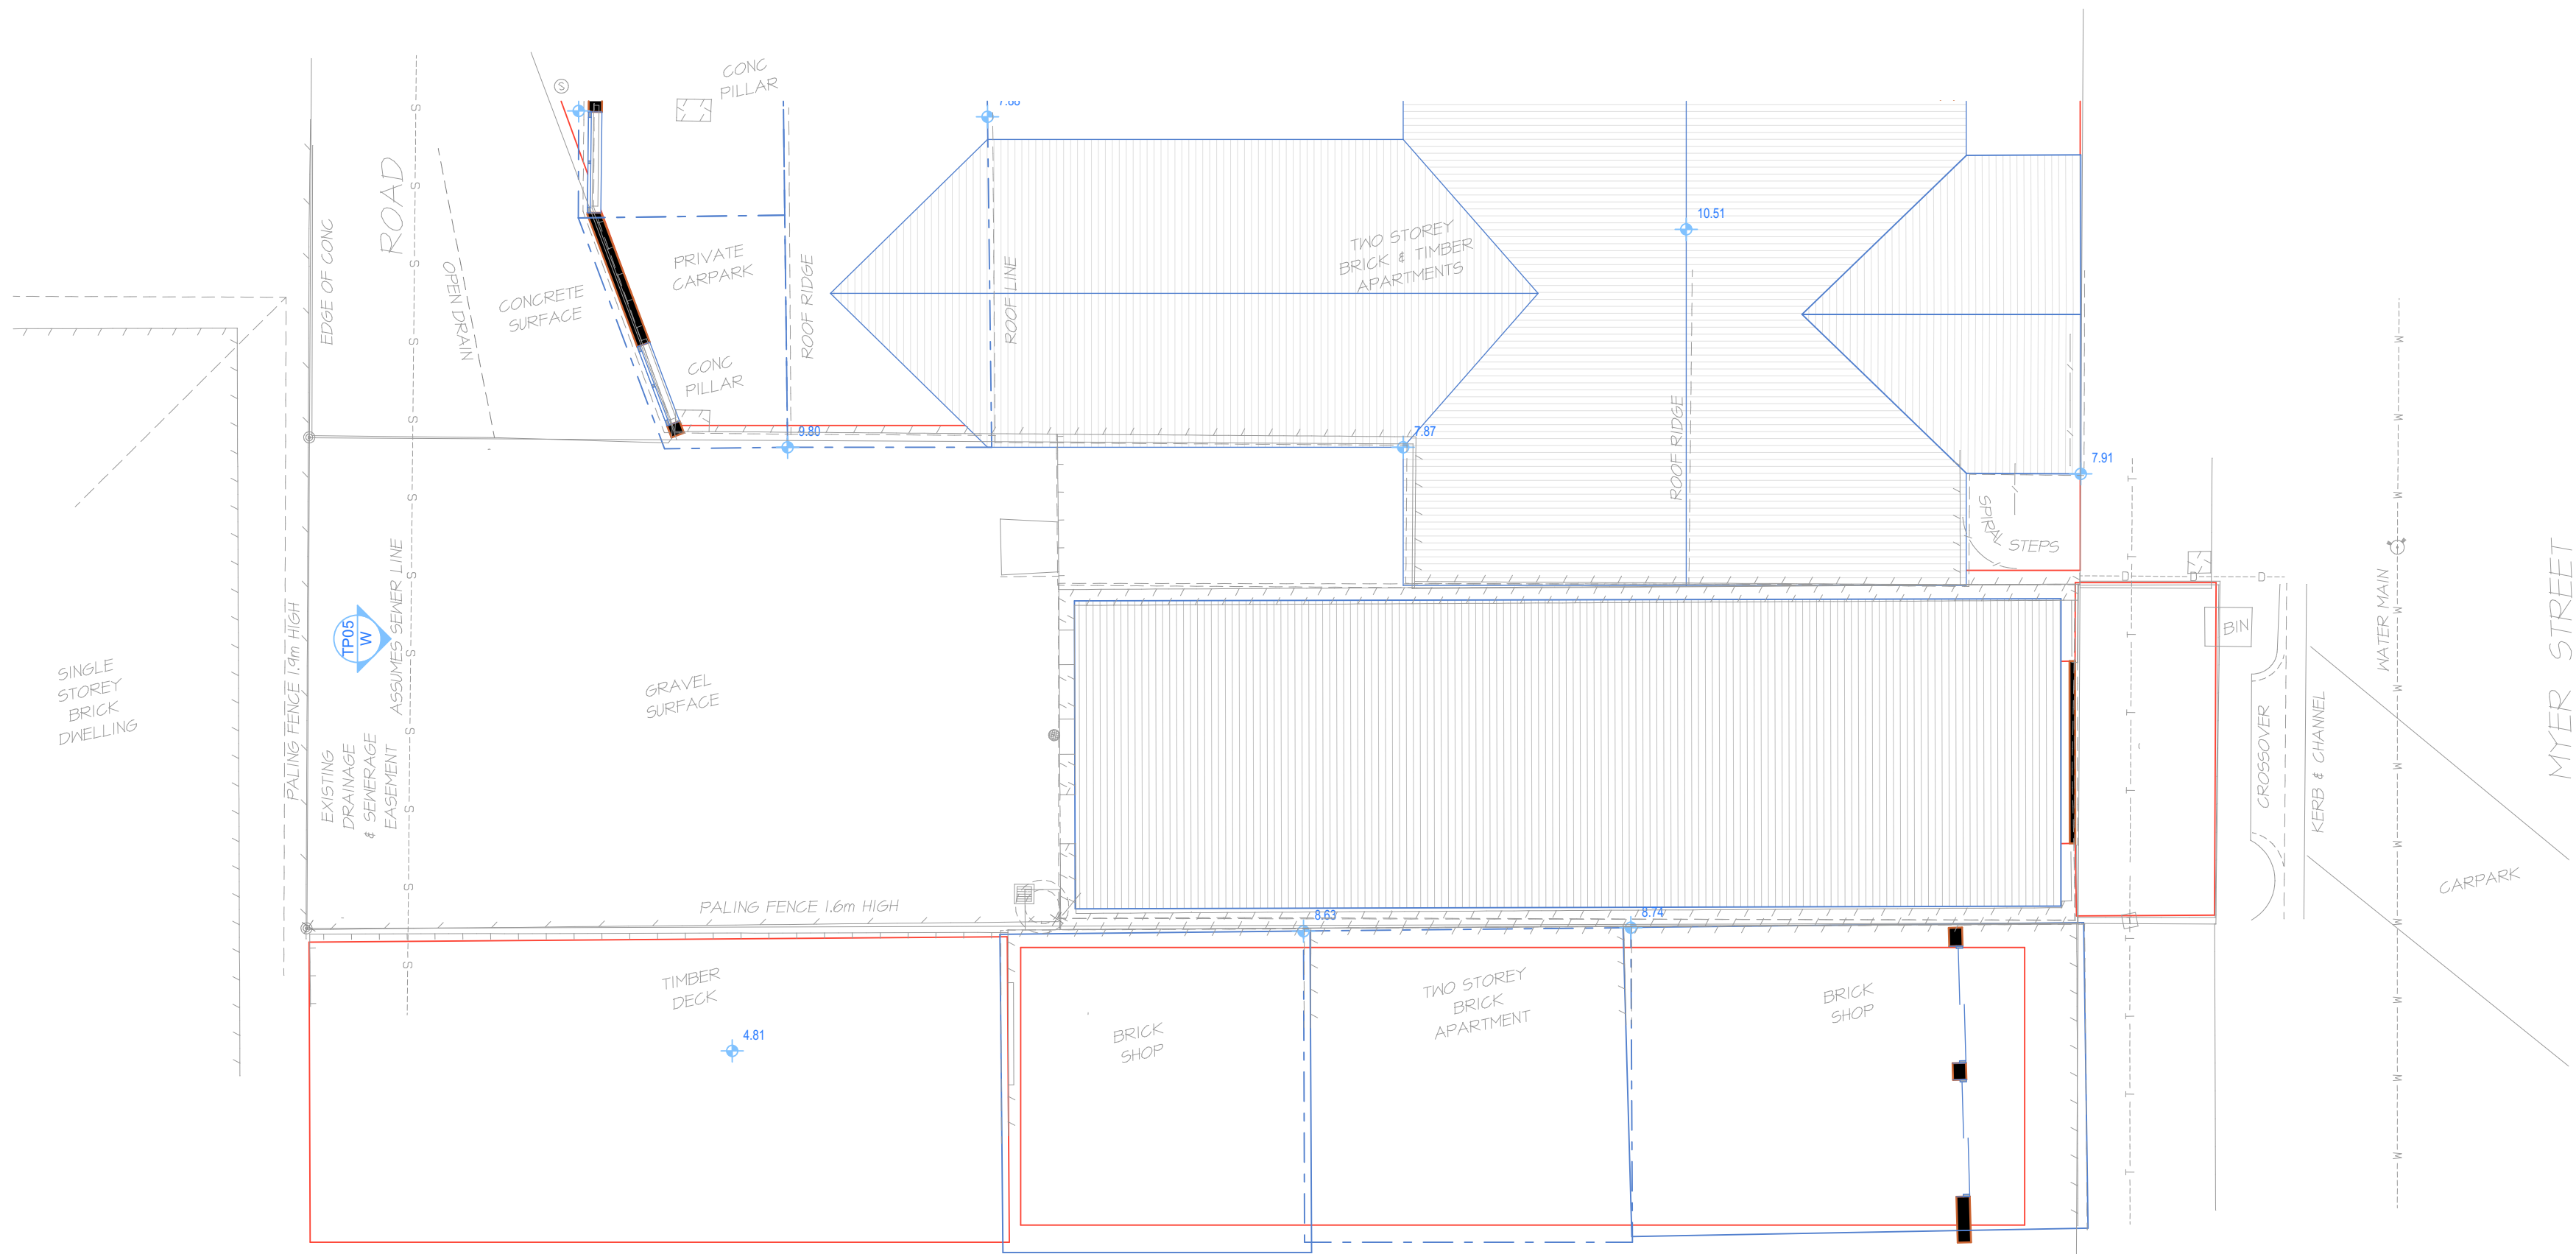 CONC
PILLAR
S
7.66
ROAD
S
S
S
S
S
S
S
S
S
S
S
S
EDGE OF CONC
OPEN DRAIN
CONCRETE
SURFACE
PRIVATE
CARPARK
CONC
PILLAR
ROOF RIDGE
ROOF LINE
9.80
TWO STOREY
BRICK & TIMBER
APARTMENTS
10.51
7.87
ROOF RIDGE
7.91
SPIRAL
STEPS
T
T
T
T
T
T
T
T
T
D
D
D
BIN
CROSSOVER
KERB & CHANNEL
WATER MAIN
M
M
M
M
M
M
M
M
M
M
M
MYER STREET
CARPARK
SINGLE
STOREY
BRICK
DWELLING
PALING FENCE 1.9m HIGH
TP05
W
ASSUMES SEWER LINE
EXISTING
DRAINAGE
& SEWERAGE
EASEMENT
GRAVEL
SURFACE
PALING FENCE 1.6m HIGH
8.63
8.74
TIMBER
DECK
4.81
BRICK
SHOP
TWO STOREY
BRICK
APARTMENT
BRICK
SHOP